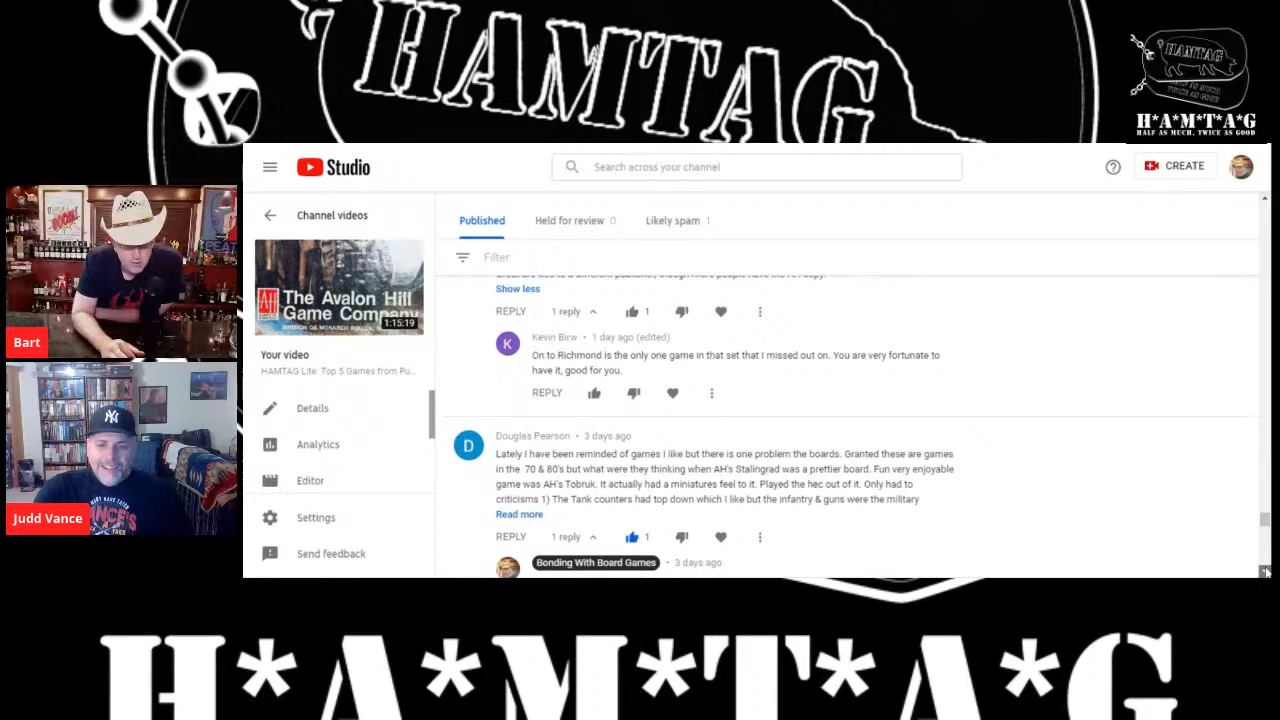 HAMTAG
HAMTAG
H*A*M*T*A*G
HALF AS MUCH, TWICE AS GOOD
Studio
Search across your channel
CREATE
Channel videos
Published
Held for review 0
Likely spam 1
Filter
The Avalon Hill
Game Company
DIVISION OF MONARCH AVALON
1:15:19
Show less
REPLY 1 reply 1
Bart
Kevin Birw • 1 day ago (edited)
On to Richmond is the only one game in that set that I missed out on. You are very fortunate to
have it, good for you.
REPLY
Your video
HAMTAG Lite: Top 5 Games from Pu...
Details
Analytics
Editor
Settings
Send feedback
Douglas Pearson • 3 days ago
Lately I have been reminded of games I like but there is one problem the boards. Granted these are games
in the 70 & 80's but what were they thinking when AH's Stalingrad was a prettier board. Fun very enjoyable
game was AH's Tobruk. It actually had a miniatures feel to it. Played the hec out of it. Only had to
criticisms 1) The Tank counters had top down which I like but the infantry & guns were the military
Read more
REPLY 1 reply 1
Judd Vance
Bonding With Board Games • 3 days ago
H*A*M*T*A*G